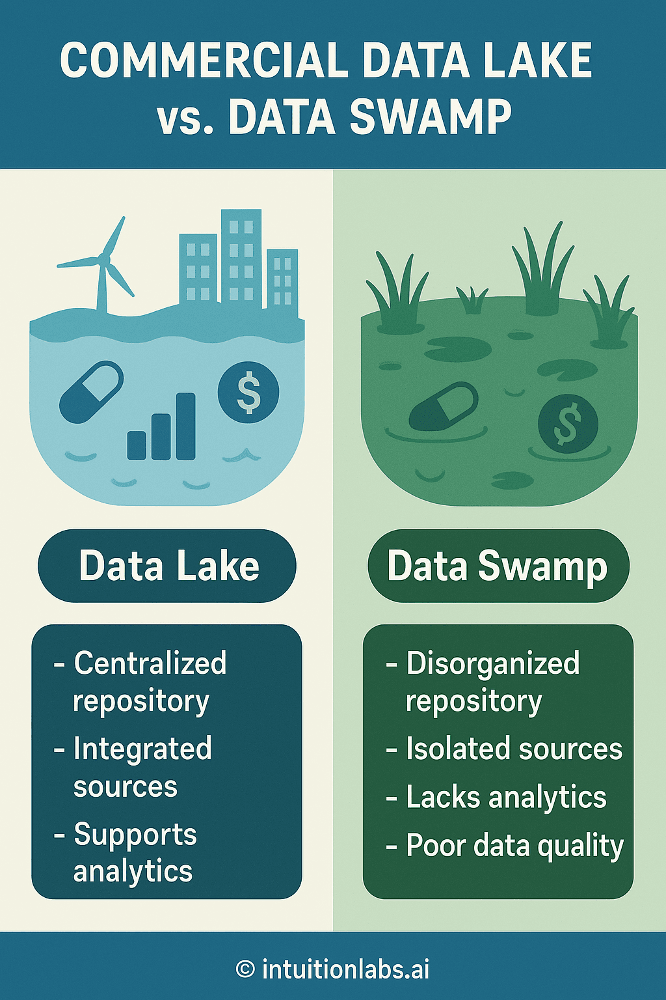 COMMERCIAL DATA LAKE
vs. DATA SWAMP
$
$
Data Lake
- Centralized
repository
- Integrated
sources
- Supports
analytics
Data Swamp
- Disorganized
repository
- Isolated sources
- Lacks analytics
- Poor data quality
© intuitionlabs.ai